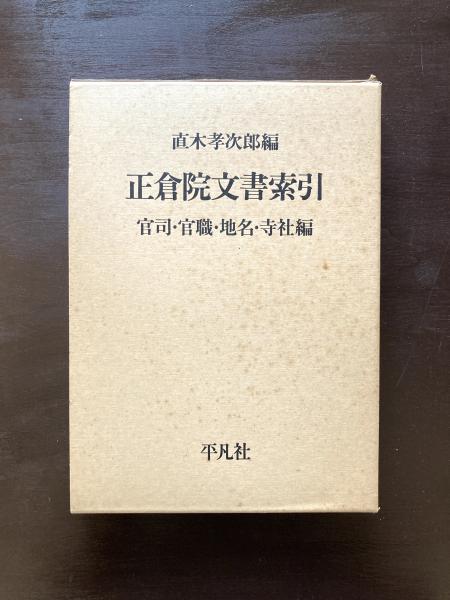 直木孝次郎編
正倉院文書索引
官司・官職・地名・寺社編
平凡社